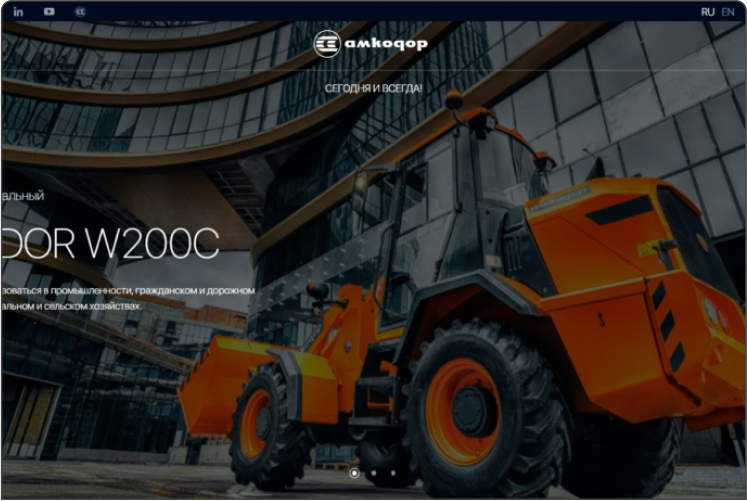 in
RU EN
амкодор
СЕГОДНЯ И ВСЕГДА!
альный
DOR W200C
зоваться в промышленности, гражданском и дорожном
альном и сельском хозяйствах.